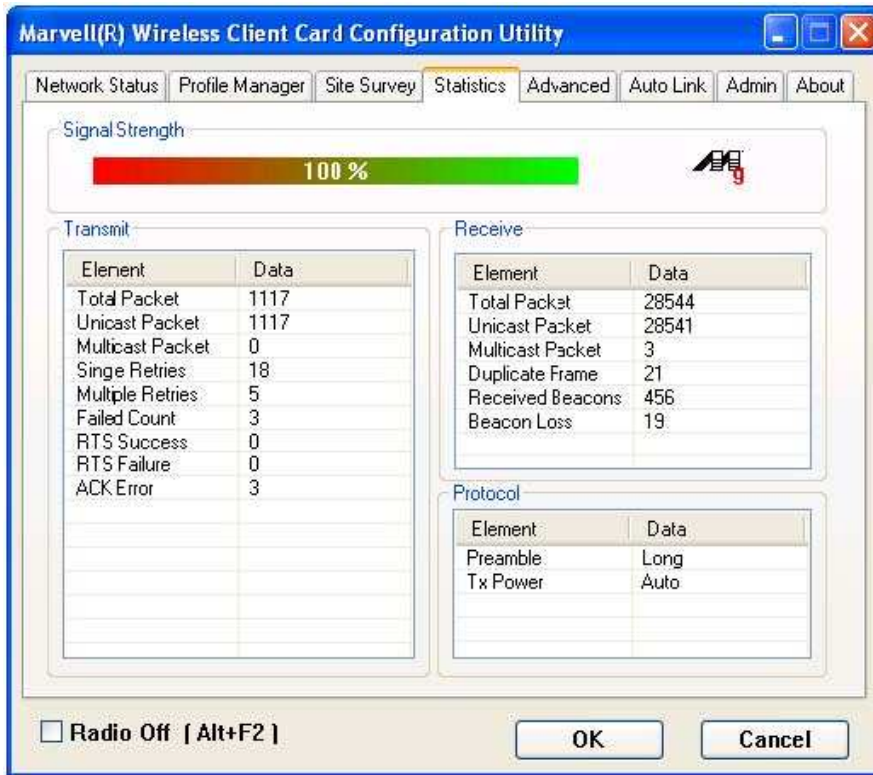 Marvell(R) Wireless Client Card Configuration Utility
Network Status Profile Manager Site Survey Statistics Advanced Auto Link Admin About
Signal Strength
100 %
g
Transmit
Element Data
Total Packet 1117
Unicast Packet 1117
Multicast Packet 0
Singe Retries 18
Multiple Retries 5
Failed Count 3
RTS Success 0
RTS Failure 0
ACK Error 3
Receive
Element Data
Total Packet 28544
Unicast Packet 28541
Multicast Packet 3
Duplicate Frame 21
Received Beacons 456
Beacon Loss 19
Protocol
Element Data
Preamble Long
Tx Power Auto
Radio Off [ Alt+F2 ]
OK
Cancel